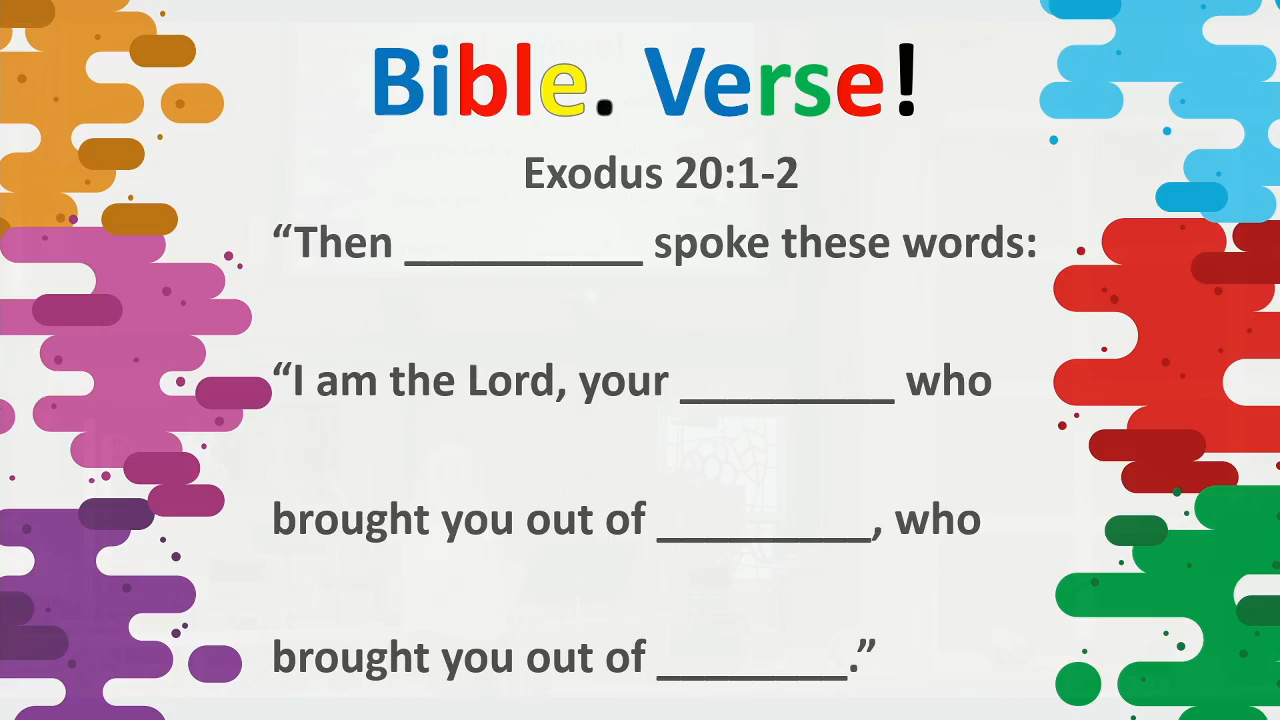 Bible. Verse!
Exodus 20:1-2
“Then __________ spoke these words:
“I am the Lord, your _________ who
brought you out of _________, who
brought you out of ________.”